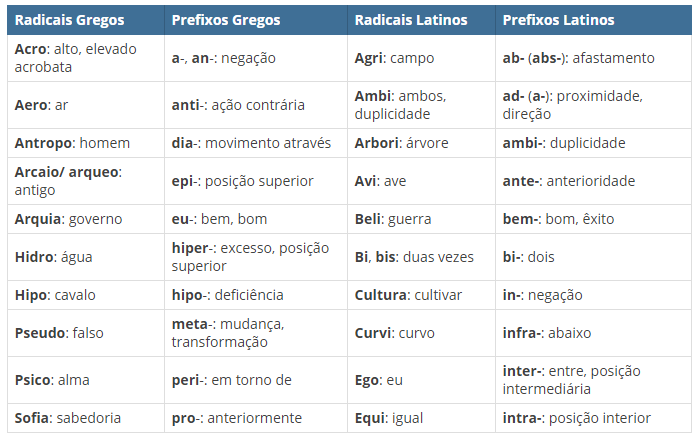 Radicais Gregos Prefixos Gregos Radicais Latinos Prefixos Latinos
Acro: alto, elevado
acrobata
a-, an-: negação
Agri: campo
ab- (abs-): afastamento
Aero: ar
anti-: ação contrária
Ambi: ambos,
duplicidade
ad- (a-): proximidade,
direção
Antropo: homem
dia-: movimento através
Arbori: árvore
ambi-: duplicidade
Arcaio/ arqueo:
antigo
epi-: posição superior
Avi: ave
ante-: anterioridade
Arquia: governo
eu-: bem, bom
Beli: guerra
bem-: bom, êxito
Hidro: água
hiper-: excesso, posição
superior
Bi, bis: duas vezes
bi-: dois
Hipo: cavalo
hipo-: deficiência
Cultura: cultivar
in-: negação
Pseudo: falso
meta-: mudança,
transformação
Curvi: curvo
infra-: abaixo
Psico: alma
peri-: em torno de
Ego: eu
inter-: entre, posição
intermediária
Sofia: sabedoria
pro-: anteriormente
Equi: igual
intra-: posição interior